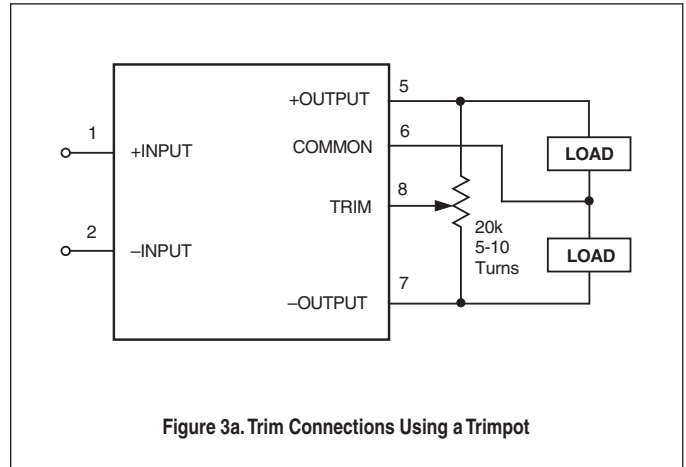 5
+OUTPUT
6
1
COMMON
LOAD
+INPUT
8
TRIM
20k
5-10
Turns
2
LOAD
–INPUT
7
–OUTPUT
Figure 3a. Trim Connections Using a Trimpot